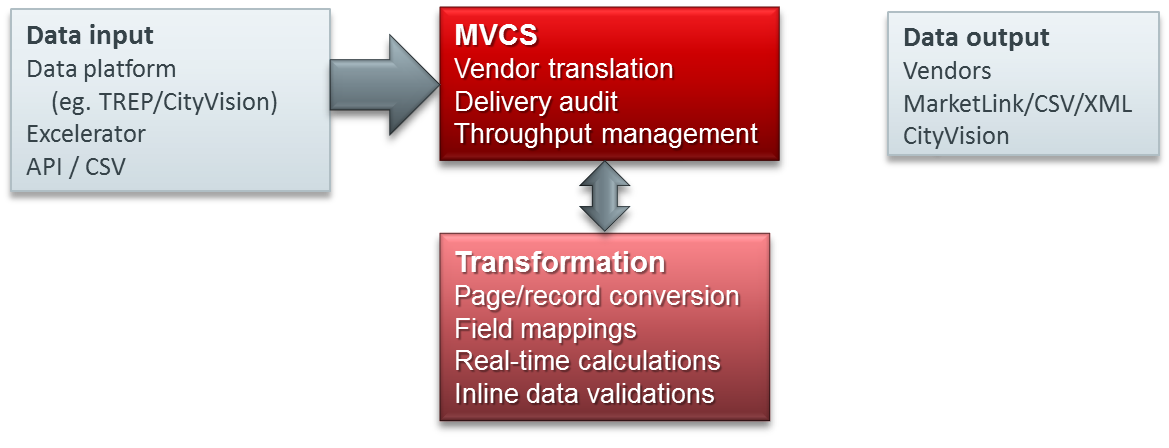 Data input
Data platform
(eg. TREP/CityVision)
Excelerator
API / CSV
MVCS
Vendor translation
Delivery audit
Throughput management
Data output
Vendors
MarketLink/CSV/XML
CityVision
Transformation
Page/record conversion
Field mappings
Real-time calculations
Inline data validations